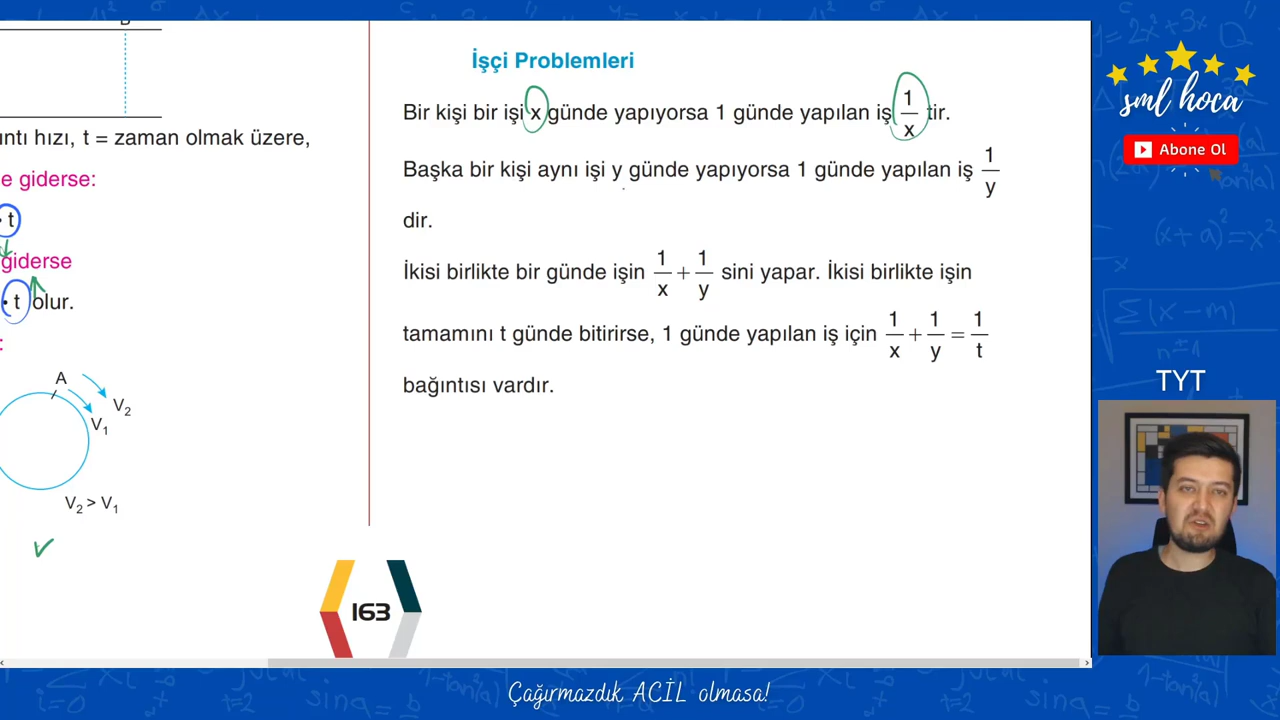 B
ıntı hızı, t = zaman olmak üzere,
e giderse:
• t
giderse
• t olur.
:
A
V₂
V₁
V₂ > V₁
163
İşçi Problemleri
Bir kişi bir işi x günde yapıyorsa 1 günde yapılan iş 1/x tir.
Başka bir kişi aynı işi y günde yapıyorsa 1 günde yapılan iş 1/y
dir.
İkisi birlikte bir günde işin 1/x + 1/y sini yapar. İkisi birlikte işin
tamamını t günde bitirirse, 1 günde yapılan iş için 1/x + 1/y = 1/t
bağıntısı vardır.
sml hoca
Abone Ol
TYT
Çağırmazdık ACİL olmasa!